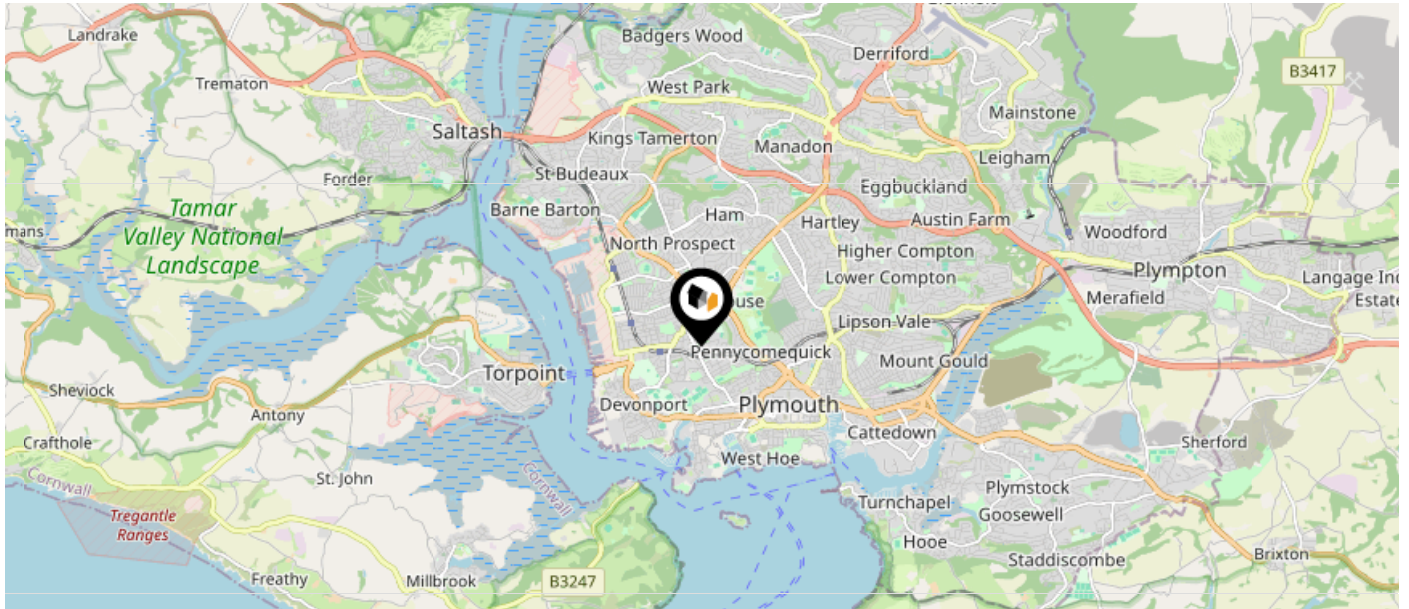 Landrake
Badgers Wood
Derriford
B3417
Trematon
West Park
Mainstone
Saltash
Kings Tamerton
Manadon
Leigham
Forder
St Budeaux
Eggbuckland
Tamar
Valley National
Landscape
Barne Barton
Ham
Hartley
Austin Farm
Woodford
mans
North Prospect
Higher Compton
Lower Compton
Plympton
Langage Ind
Estate
Merafield
use
Lipson Vale
Pennycomequick
Mount Gould
Torpoint
Sheviock
Devonport
Plymouth
Antony
Cattedown
Crafthole
Sherford
West Hoe
St. John
Cornwall
Cornwall
Plymstock
Turnchapel
Goosewell
Tregantle
Ranges
Hooe
Staddiscombe
Brixton
Freathy
Millbrook
B3247